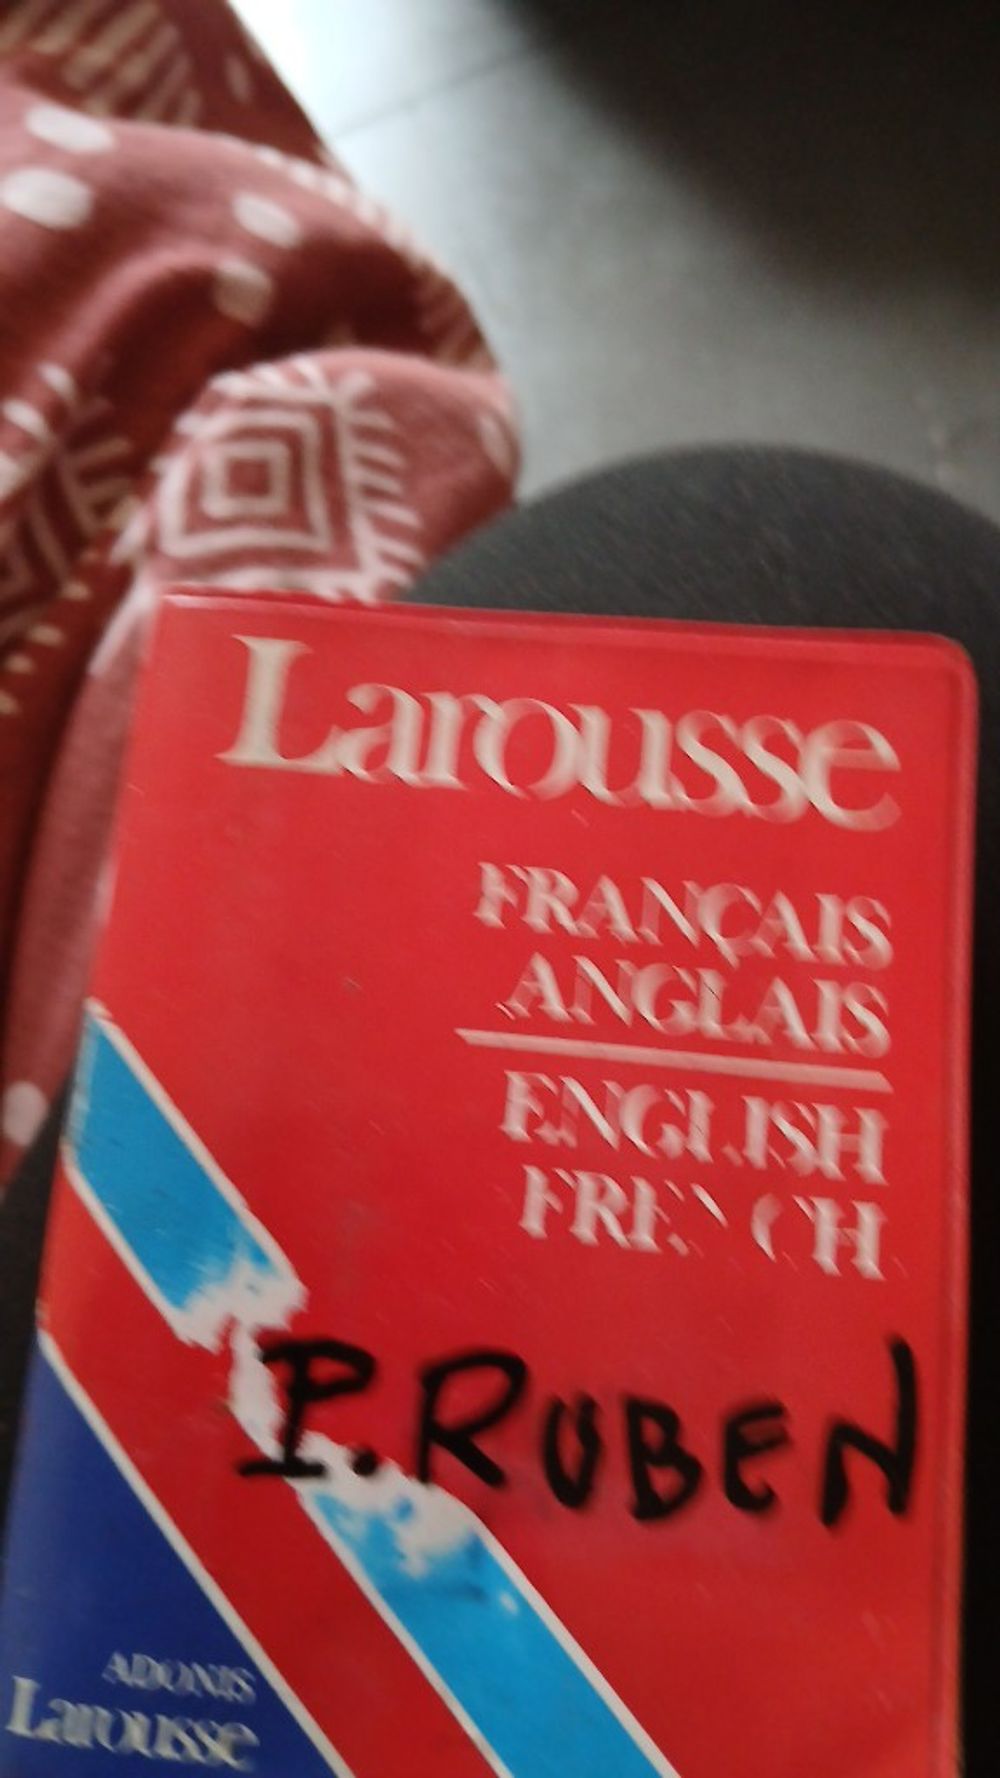 Larousse
FRANÇAIS
ANGLAIS
ENGLISH
FRENCH
P. RUBEN
ADONIS
Larousse